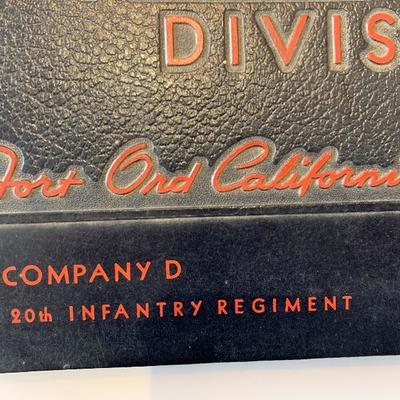 DIVIS
Fort Ord Californi
COMPANY D
20th INFANTRY REGIMENT